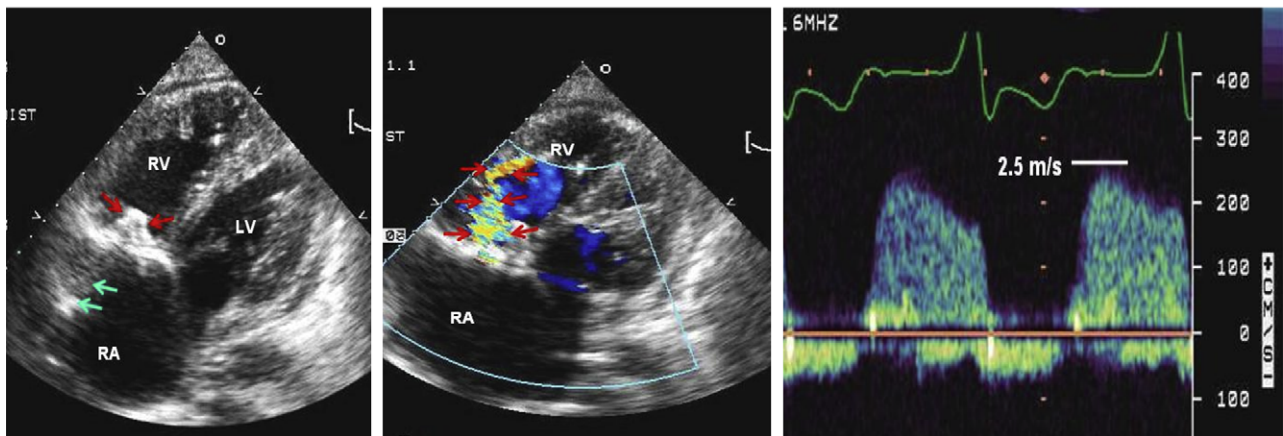 IST
RV
LV
RA
1.1
ST
RV
RA
.6MHZ
400
300
200
100
0
100
2.5 m/s
+CM/S-